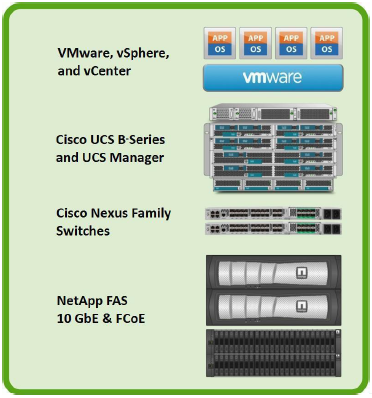 VMware, vSphere,
and vCenter
APP APP APP APP
OS OS OS OS
vmware
Cisco UCS B-Series
and UCS Manager
Cisco Nexus Family
Switches
NetApp FAS
10 GbE & FCoE